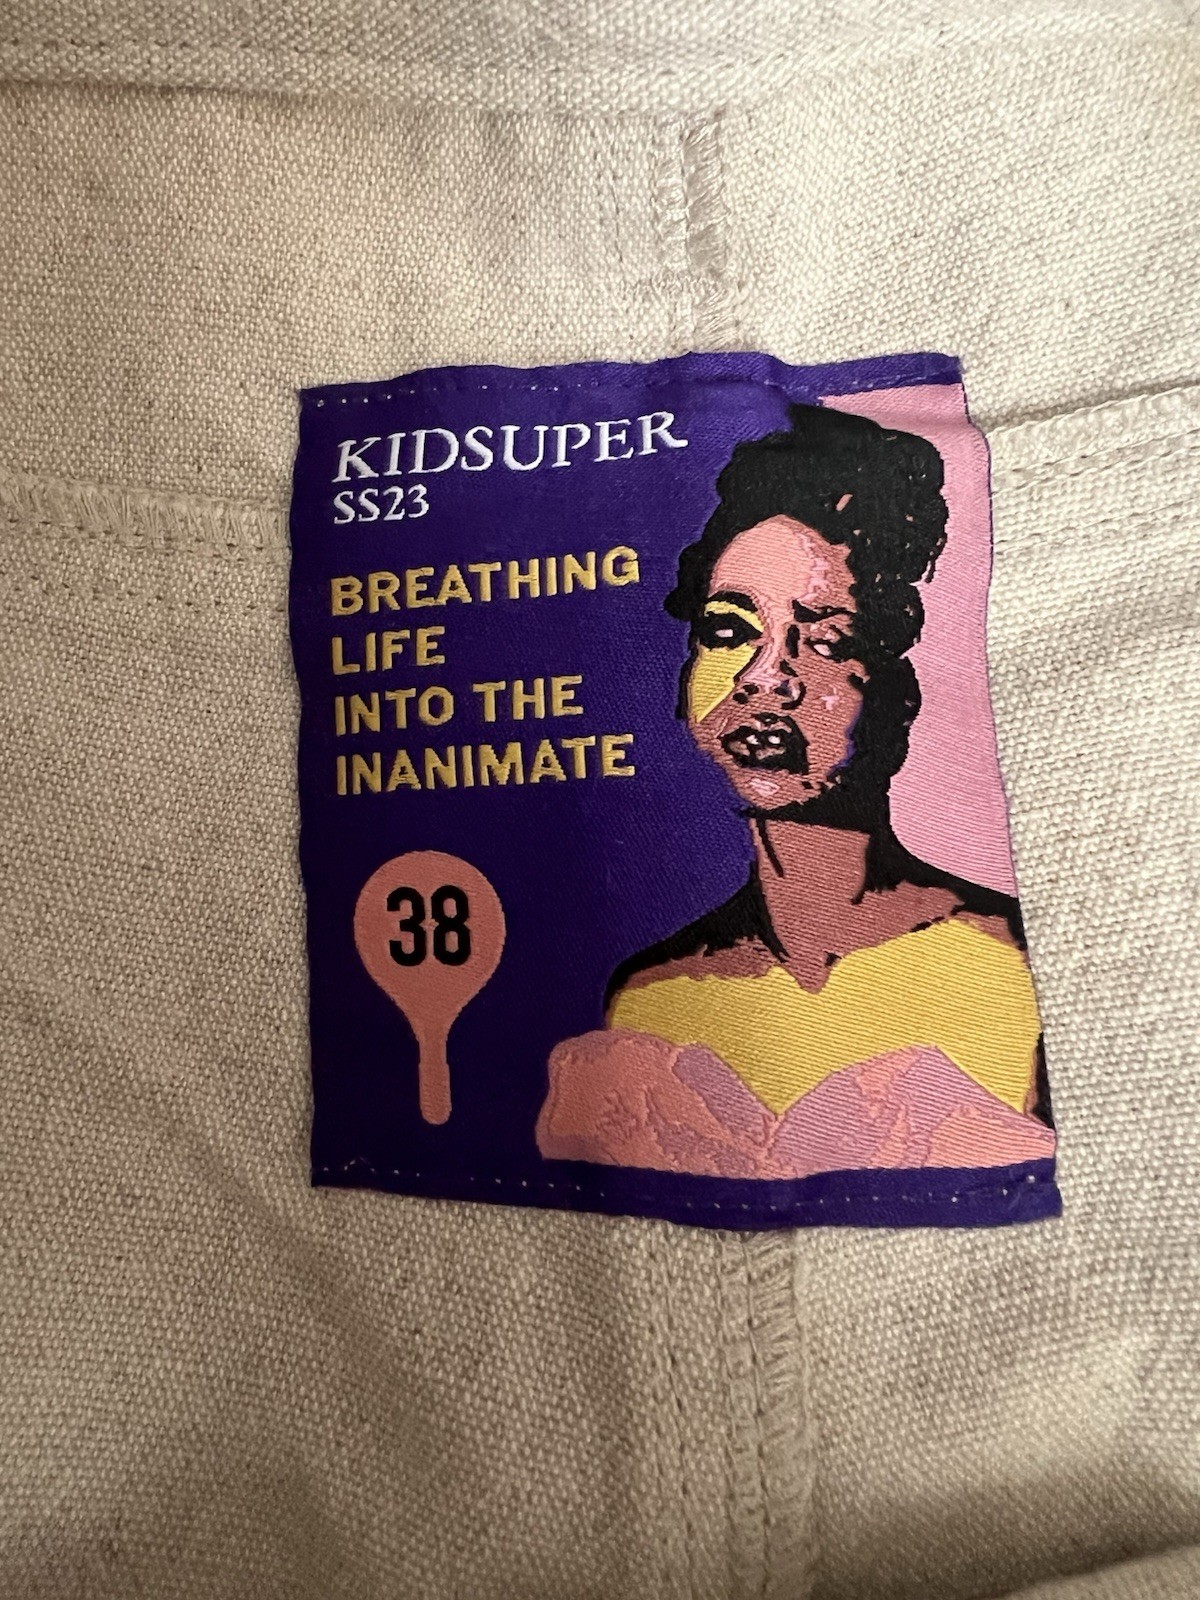 KIDSUPER
SS23
BREATHING
LIFE
INTO THE
INANIMATE
38